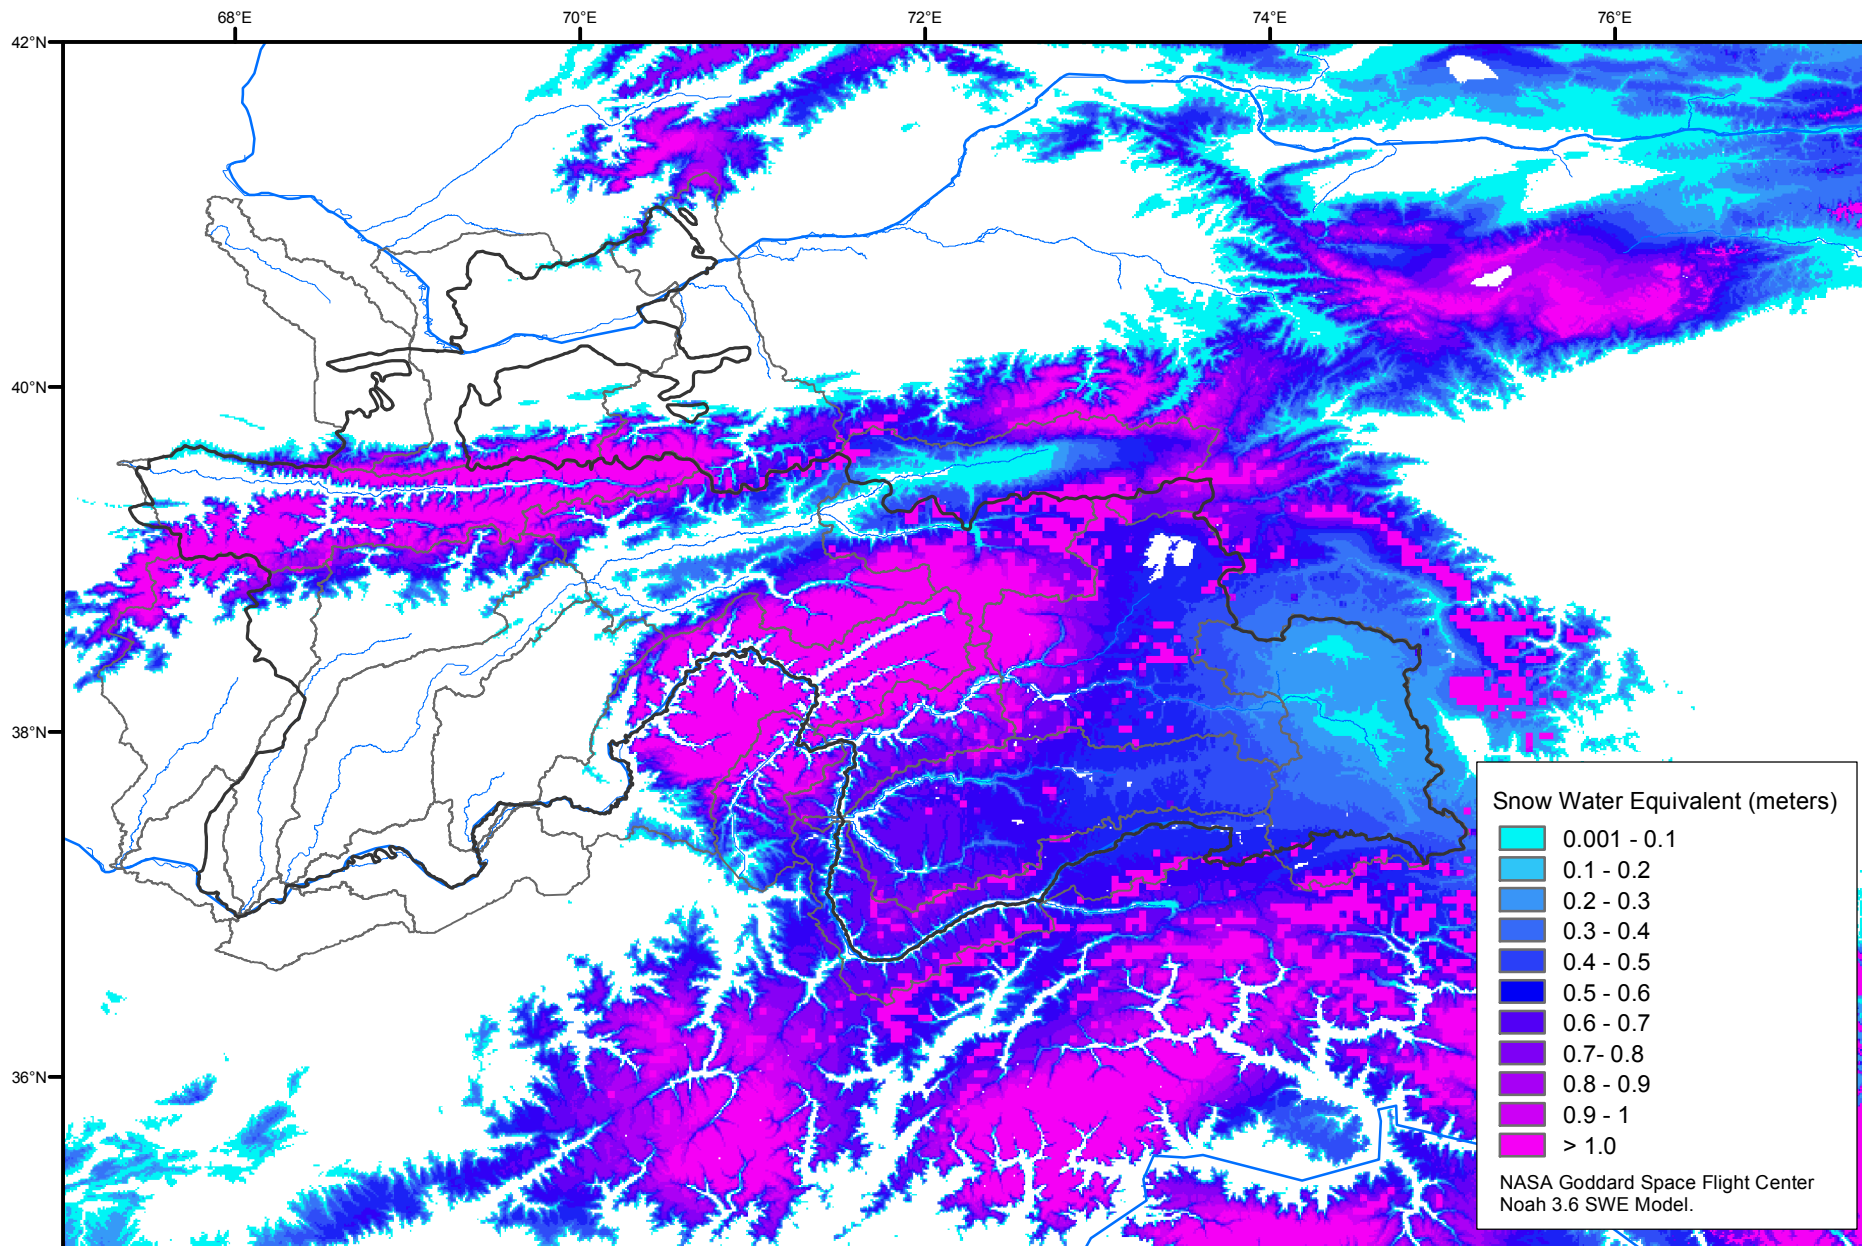 68°E
70°E
72°E
74°E
76°E
42°N
40°N
38°N
36°N
Snow Water Equivalent (meters)
0.001 - 0.1
0.1 - 0.2
0.2 - 0.3
0.3 - 0.4
0.4 - 0.5
0.5 - 0.6
0.6 - 0.7
0.7- 0.8
0.8 - 0.9
0.9 - 1
> 1.0
NASA Goddard Space Flight Center
Noah 3.6 SWE Model.